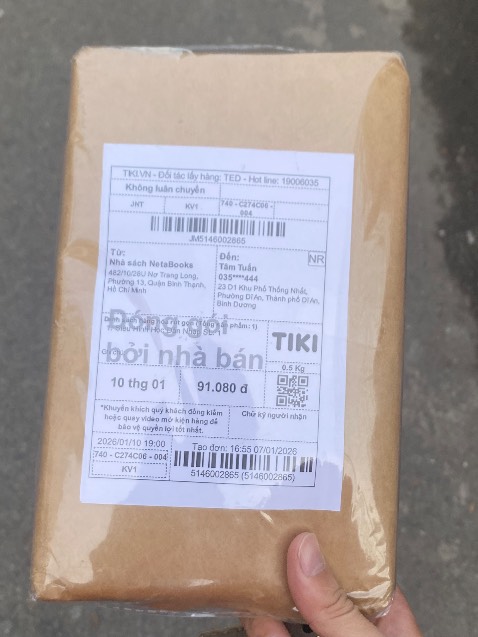 TIKI.VN - Đối tác lấy hàng: TED - Hot line: 19006035
Không luân chuyển
JNT KV1 740 - C274C06 - 004
JM5146002865
Từ:
Nhà sách NetaBooks
482/10/28U Nơ Trang Long,
Phường 13, Quận Bình Thạnh,
Hồ Chí Minh
Đến:
NR
Tâm Tuấn
035****444
23 D1 Khu Phố Thống Nhất,
Phường Dĩ An, Thành phố Dĩ An,
Bình Dương
Đóng gói
bởi nhà bán
TIKI
0.5 Kg
10 thg 01
91.080 đ
*Khuyến khích quý khách đồng kiểm
hoặc quay video mở kiện hàng để
bảo vệ quyền lợi tốt nhất.
Chữ ký người nhận
2026/01/10 19:00
740 - C274C06 - 004
KV1
Tạo đơn: 16:55 07/01/2026
5146002865 (5146002865)